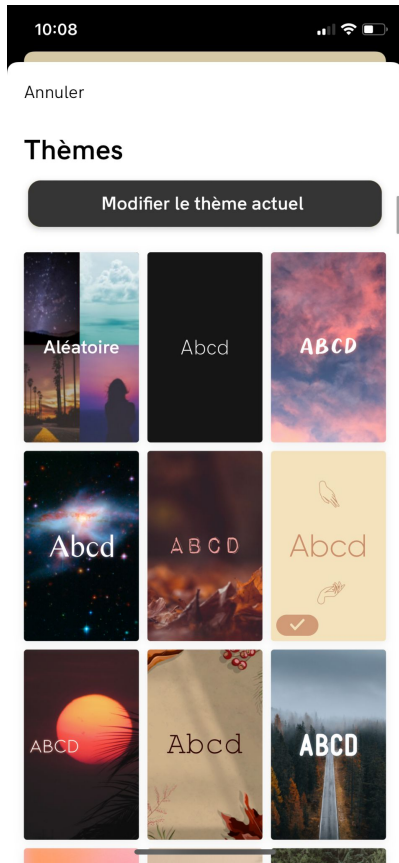 10:08
Annuler
Thèmes
Modifier le thème actuel
Aléatoire
Abcd
ABCD
Abcd
ABCD
Abcd
ABCD
Abcd
ABCD